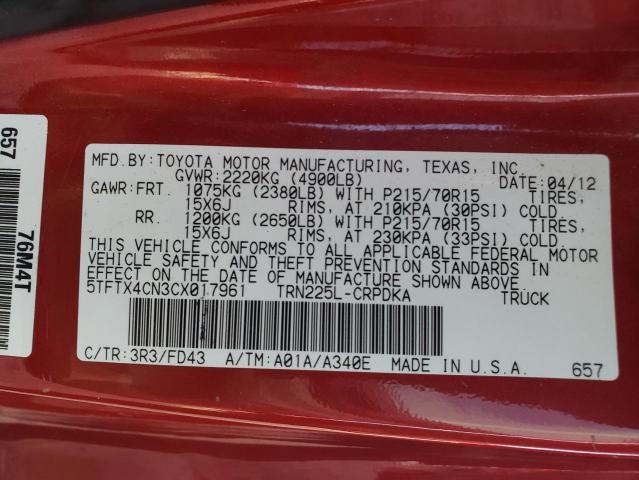 657
76M4T
MFD.BY:TOYOTA MOTOR MANUFACTURING, TEXAS, INC
GVWR:2220KG (4900LB) DATE:04/12
GAWR:FRT. 1075KG (2380LB) WITH P215/70R15 TIRES,
15X6J RIMS, AT 210KPA (30PSI) COLD
RR. 1200KG (2650LB) WITH P215/70R15 TIRES,
15X6J RIMS, AT 230KPA (33PSI) COLD
THIS VEHICLE CONFORMS TO ALL APPLICABLE FEDERAL MOTOR
VEHICLE SAFETY AND THEFT PREVENTION STANDARDS IN
EFFECT ON THE DATE OF MANUFACTURE SHOWN ABOVE.
5TFTX4CN3CX017961 TRN225L-CRPDKA TRUCK
C/TR:3R3/FD43 A/TM:A01A/A340E MADE IN U.S.A. 657